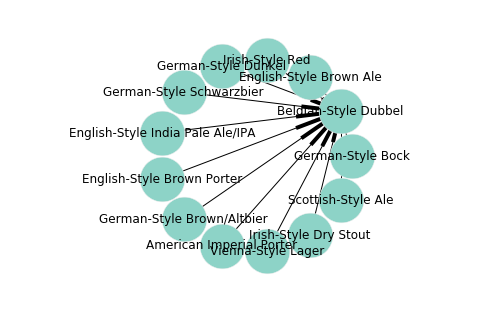 Irish-Style Red
German-Style Dunkel
English-Style Brown Ale
German-Style Schwarzbier
Belgian-Style Dubbel
English-Style India Pale Ale/IPA
German-Style Bock
English-Style Brown Porter
Scottish-Style Ale
German-Style Brown/Altbier
Irish-Style Dry Stout
American Imperial Porter
Vienna-Style Lager